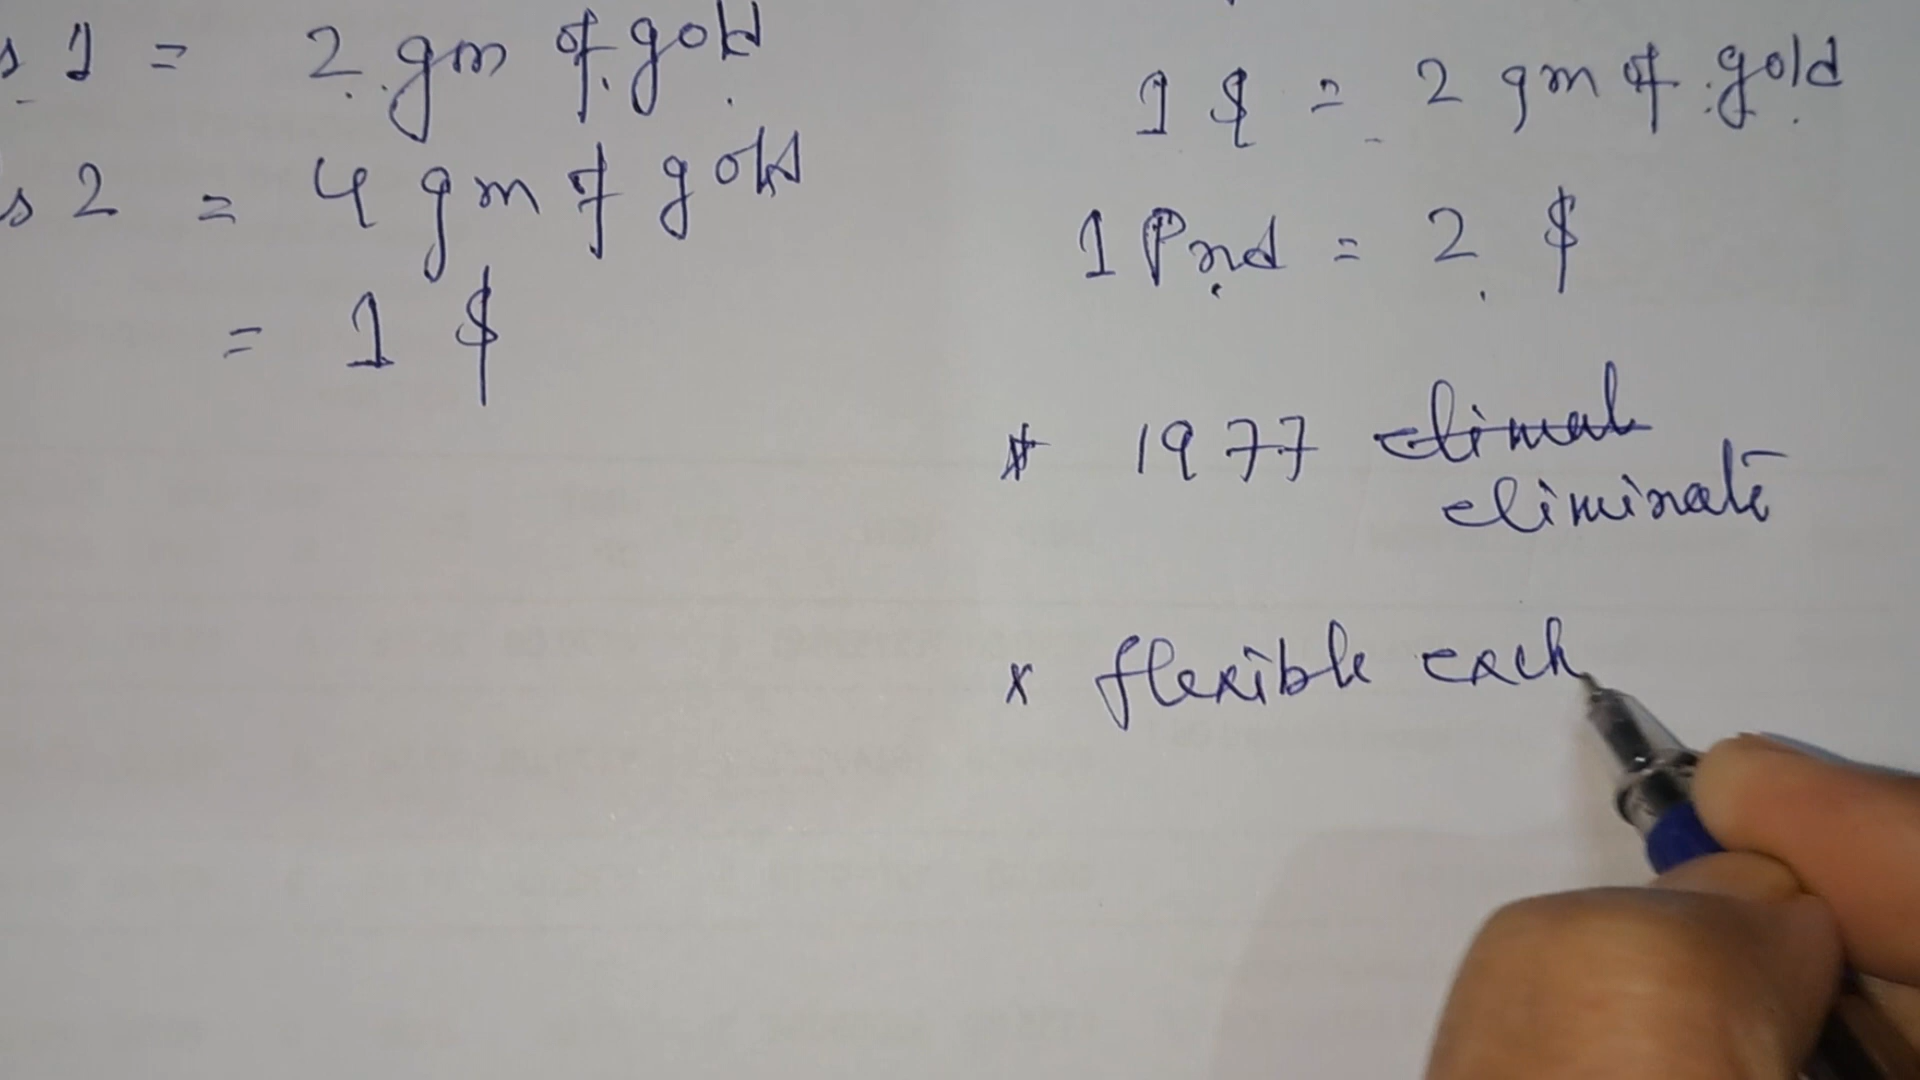 s 1 = 2 gm of gold
s 2 = 4 gm of gold
= 1 $
1 $ = 2 gm of gold
1 Pnd = 2 $
* 1977 elimat
eliminate
* flexible exch